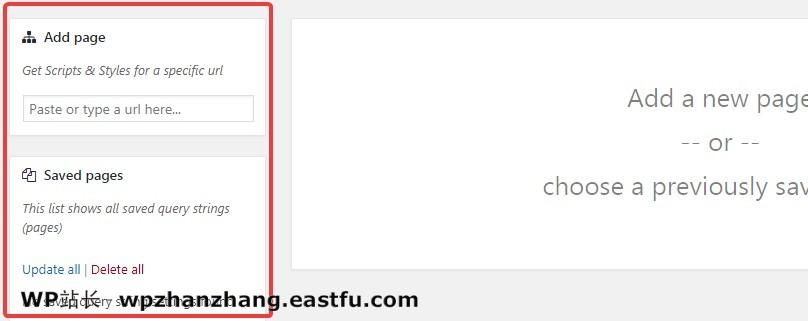 Add page
Get Scripts & Styles for a specific url
Paste or type a url here...
Saved pages
This list shows all saved query strings
(pages)
Update all | Delete all
WP站长 - wpzhanzhang.eastfu.com
Add a new page
-- or --
choose a previously sav